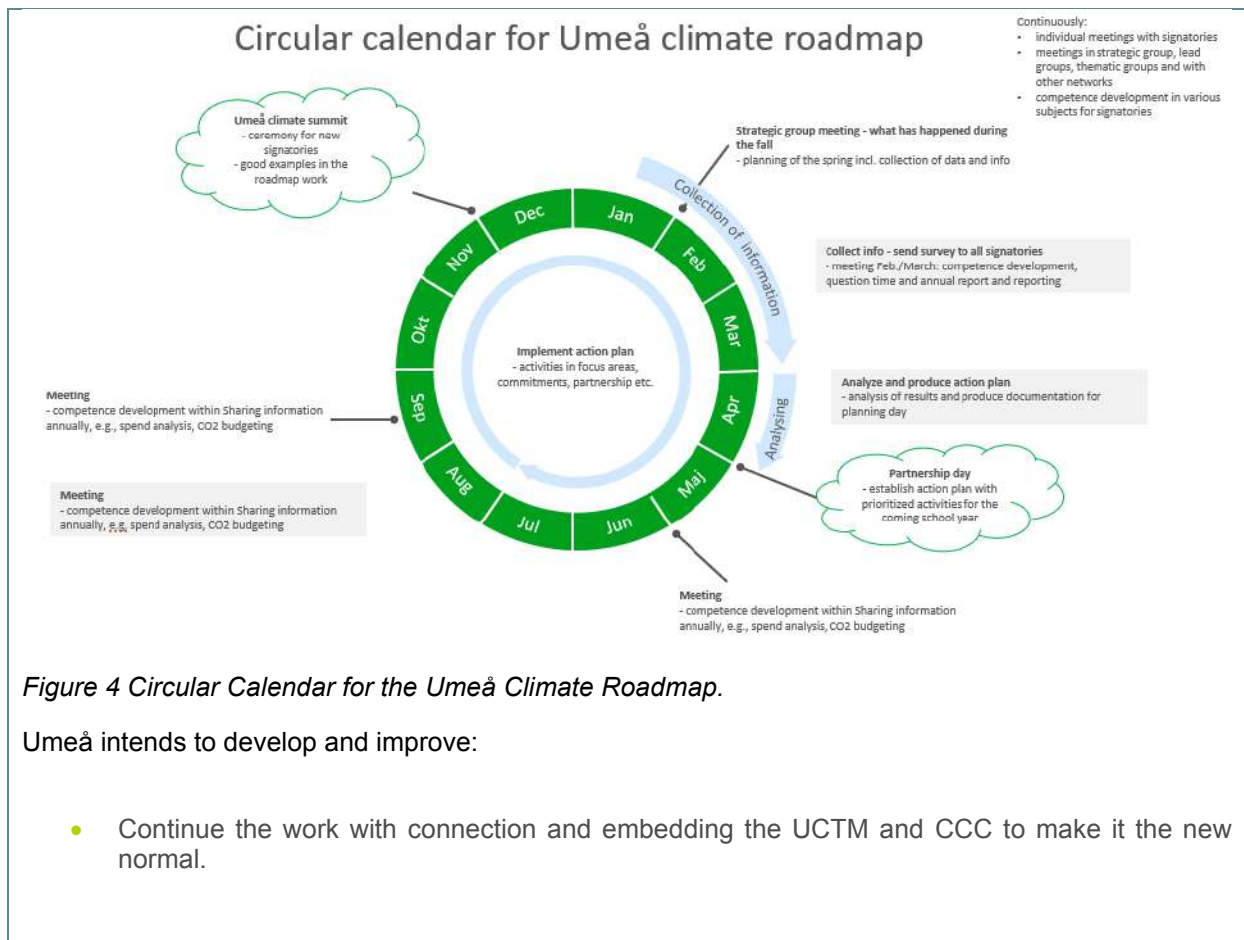 Circular calendar for Umeå climate roadmap
Continuously:
• individual meetings with signatories
• meetings in strategic group, lead
groups, thematic groups and with
other networks
• competence development in various
subjects for signatories
Umeå climate summit
- ceremony for new
signatories
- good examples in the
roadmap work
Strategic group meeting - what has happened during
the fall
- planning of the spring incl. collection of data and info
Collection of information
Collect info - send survey to all signatories
- meeting Feb./March: competence development,
question time and annual report and reporting
Jan
Feb
Mar
Apr
Maj
Jun
Jul
Aug
Sep
Okt
Nov
Dec
Implement action plan
- activities in focus areas,
commitments, partnership etc.
Analyze and produce action plan
- analysis of results and produce documentation for
planning day
Analysing
Meeting
- competence development within Sharing information
annually, e.g., spend analysis, CO2 budgeting
Partnership day
- establish action plan with
prioritized activities for the
coming school year
Meeting
- competence development within Sharing information
annually, e.g. spend analysis, CO2 budgeting
Meeting
- competence development within Sharing information
annually, e.g., spend analysis, CO2 budgeting
Figure 4 Circular Calendar for the Umeå Climate Roadmap.
Umeå intends to develop and improve:
• Continue the work with connection and embedding the UCTM and CCC to make it the new
normal.